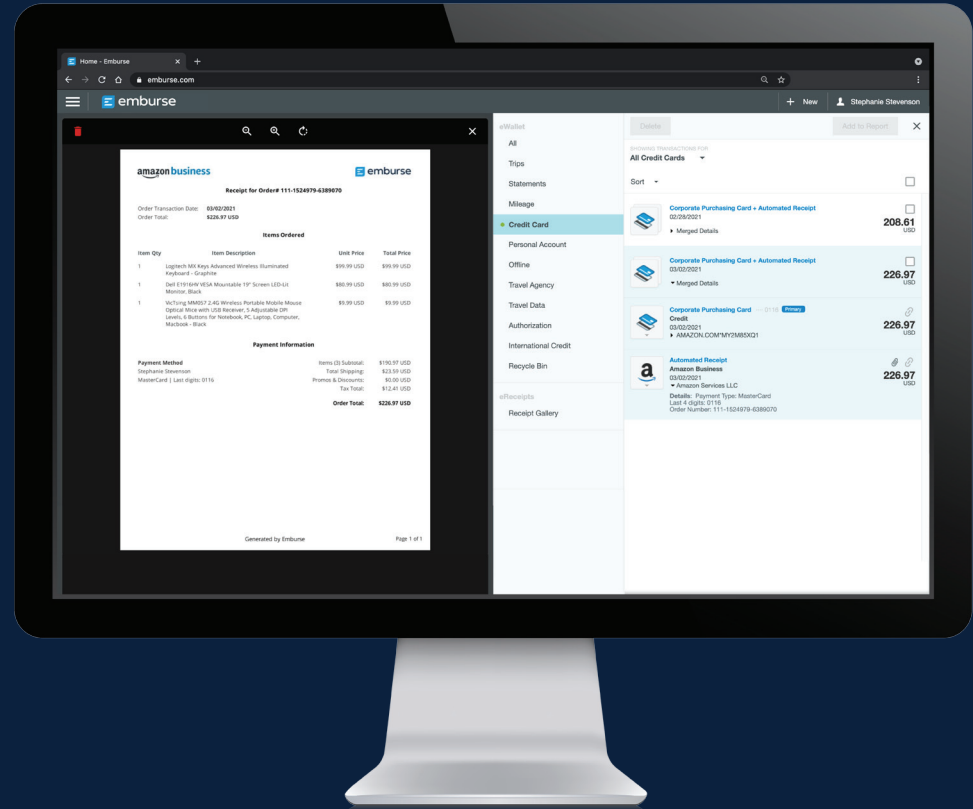 Home - Emburse
emburse.com
emburse
New
Stephanie Stevenson
amazon business
emburse
Receipt for Order# 111-1524979-6389070
Order Transaction Date: 03/02/2021
Order Total: $226.97 USD
Items Ordered
Item Qty Item Description Unit Price Total Price
1 Logitech MX Keys Advanced Wireless Illuminated $99.99 USD $99.99 USD
Keyboard - Graphite
1 Dell E1916HV VESA Mountable 19" Screen LED-Lit $80.99 USD $80.99 USD
Monitor, Black
1 VicTsing MM057 2.4G Wireless Portable Mobile Mouse $9.99 USD $9.99 USD
Optical Mice with USB Receiver, 5 Adjustable DPI
Levels, 6 Buttons for Notebook, PC, Laptop, Computer,
Macbook - Black
Payment Information
Payment Method Items (3) Subtotal: $190.97 USD
Stephanie Stevenson Total Shipping: $23.59 USD
MasterCard | Last digits: 0116 Promos & Discounts: $0.00 USD
Tax Total: $12.41 USD
Order Total: $226.97 USD
Generated by Emburse Page 1 of 1
eWallet
All
Trips
Statements
Mileage
Credit Card
Personal Account
Offline
Travel Agency
Travel Data
Authorization
International Credit
Recycle Bin
eReceipts
Receipt Gallery
Delete Add to Report
SHOWING TRANSACTIONS FOR
All Credit Cards
Sort
Corporate Purchasing Card + Automated Receipt
02/28/2021 208.61
Merged Details USD
Corporate Purchasing Card + Automated Receipt
03/02/2021 226.97
Merged Details USD
Corporate Purchasing Card — 0116 Primary
Credit
03/02/2021 226.97
AMAZON.COM*MY2M85XQ1 USD
Automated Receipt
Amazon Business
03/02/2021 226.97
Amazon Services LLC USD
Details: Payment Type: MasterCard
Last 4 digits: 0116
Order Number: 111-1524979-6389070
a